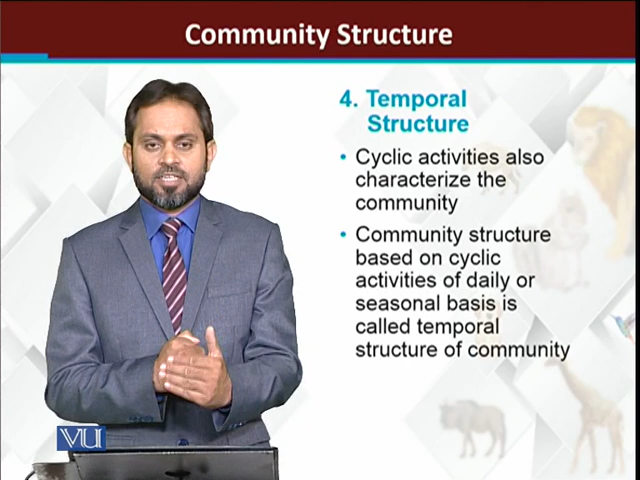 Community Structure
4. Temporal
Structure
• Cyclic activities also
characterize the
community
• Community structure
based on cyclic
activities of daily or
seasonal basis is
called temporal
structure of community
VU